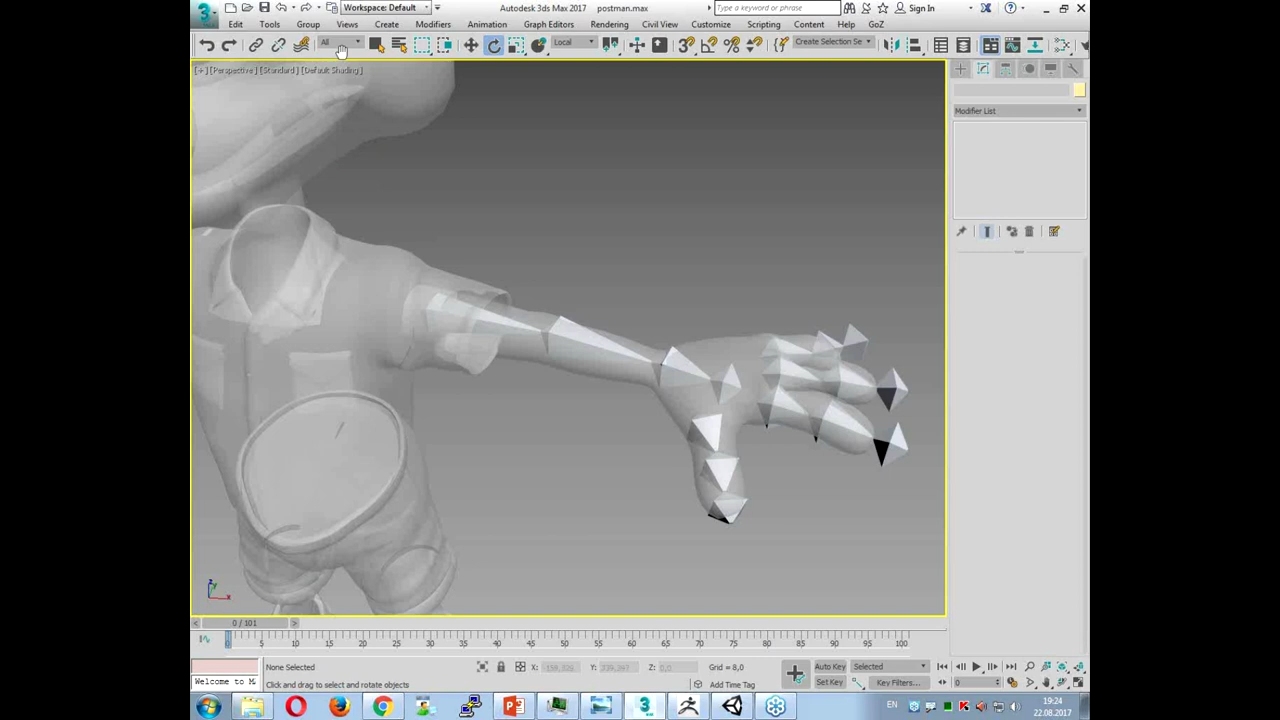 Workspace: Default
Autodesk 3ds Max 2017
postman.max
Type a keyword or phrase
Sign In
Edit Tools Group Views Create Modifiers Animation Graph Editors Rendering Civil View Customize Scripting Content Help GoZ
All
Local
Create Selection Se
[+] [Perspective] [Standard] [Default Shading]
Modifier List
z
x
0 / 101
0 5 10 15 20 25 30 35 40 45 50 55 60 65 70 75 80 85 90 95 100
None Selected
X:
Y:
Z: 0,0
Grid = 8,0
Auto Key
Selected
Welcome to M
Click and drag to select and rotate objects
Add Time Tag
Set Key
Key Filters...
0
EN
19:24
22.08.2017